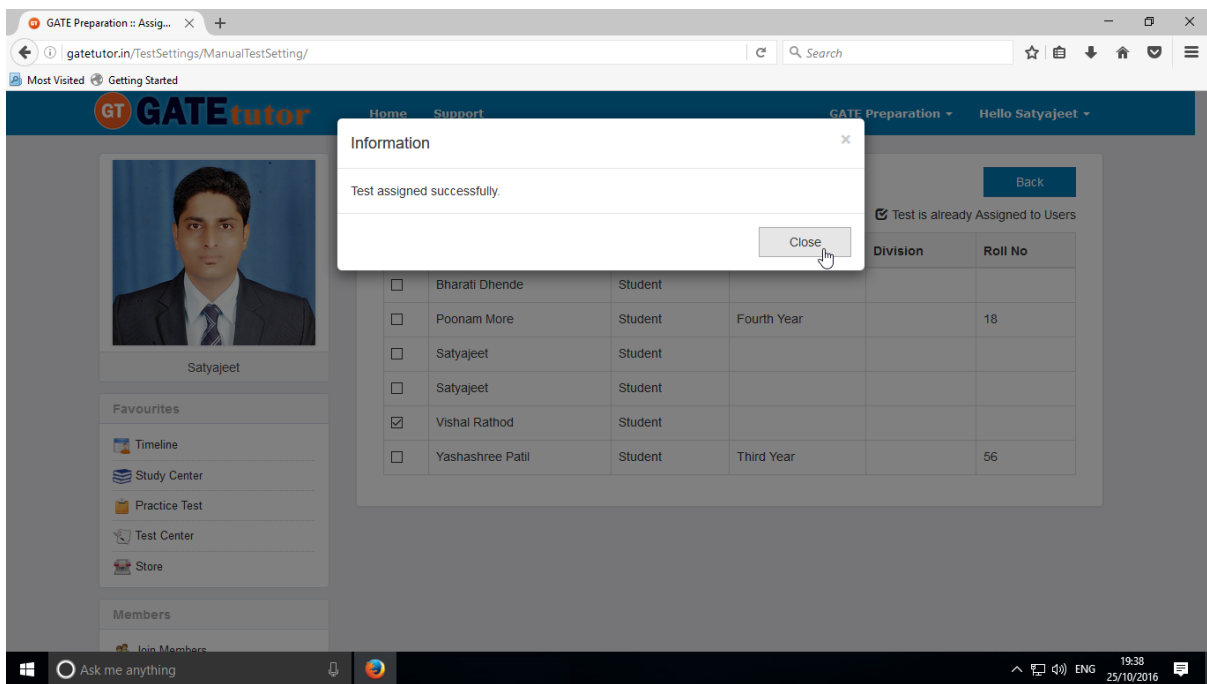 GATE Preparation :: Assig...
gatetutor.in/TestSettings/ManualTestSetting/
Search
Most Visited
Getting Started
GT GATEtutor
Home
Support
GATE Preparation
Hello Satyajeet
Information
×
Test assigned successfully.
Close
Back
Test is already Assigned to Users
Division
Roll No
Bharati Dhende
Student
Poonam More
Student
Fourth Year
18
Satyajeet
Student
Satyajeet
Student
Vishal Rathod
Student
Yashashree Patil
Student
Third Year
56
Satyajeet
Favourites
Timeline
Study Center
Practice Test
Test Center
Store
Members
Join Members
Ask me anything
ENG
19:38
25/10/2016